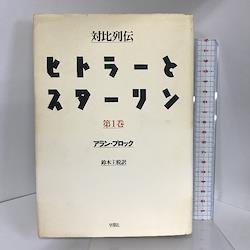 対比列伝
ヒトラーと
スターリン
第1巻
アラン・ブロック
鈴木主税訳
草思社